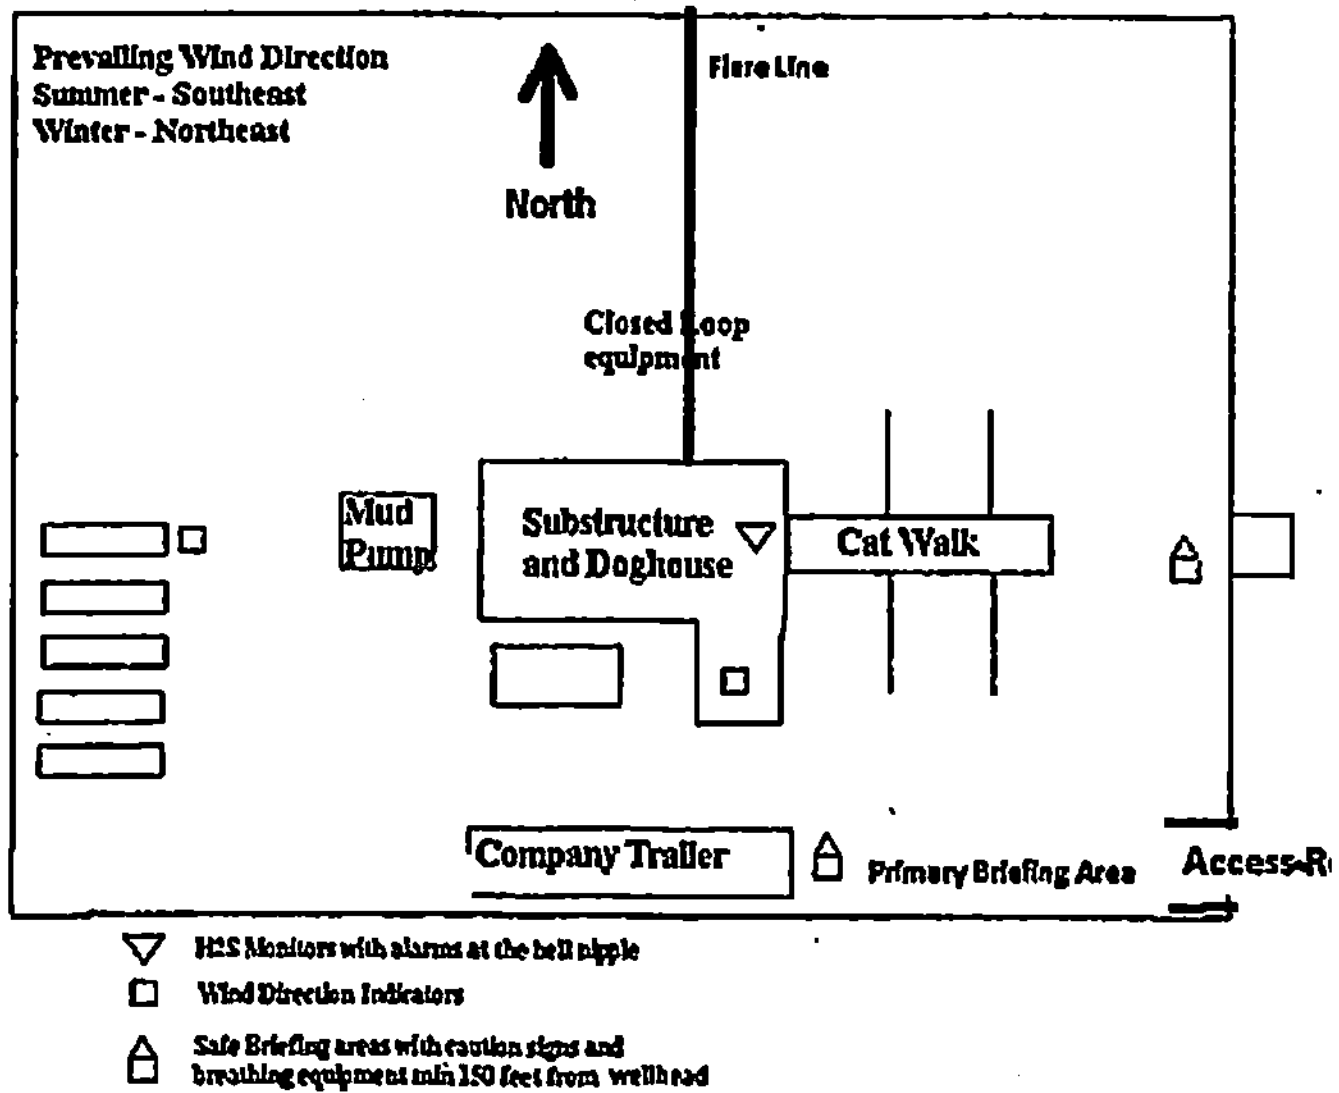 Prevailing Wind Direction
Summer - Southeast
Winter - Northeast
North
Flare Line
Closed Loop
equipment
Mud
Pump
Substructure
and Doghouse
Cat Walk
Company Trailer
Primary Briefing Area
Access R
H2S Monitors with alarms at the bell nipple
Wind Direction Indicators
Safe Briefing areas with caution signs and
breathing equipment min 150 feet from wellhead